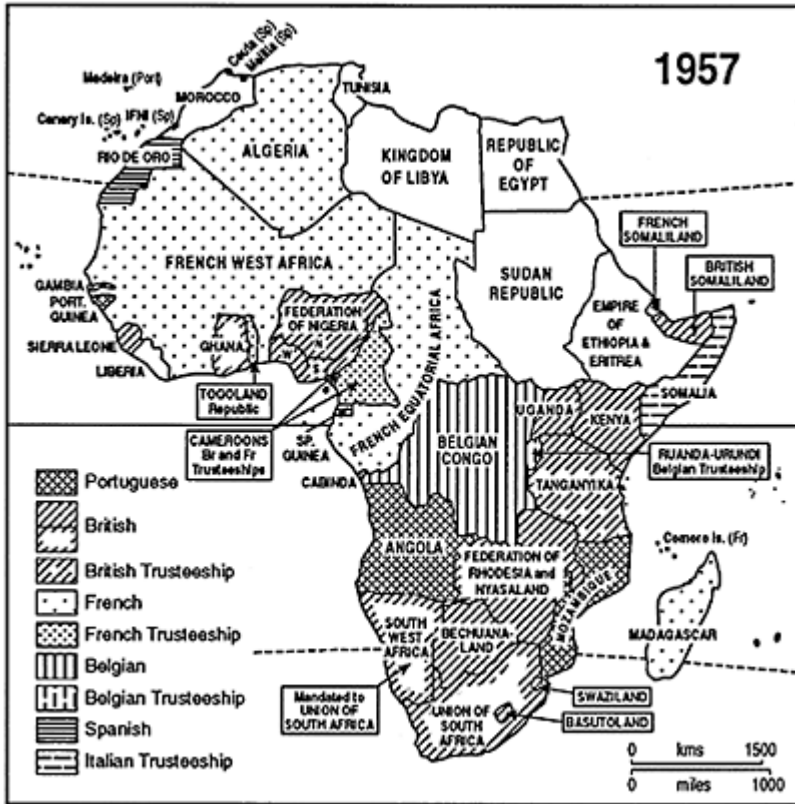 1957
Ceuta (Sp)
Melilla (Sp)
Madeira (Port)
MOROCCO
TUNISIA
Canary Is. (Sp)
IFNI (Sp)
RIO DE ORO
ALGERIA
KINGDOM
OF LIBYA
REPUBLIC
OF
EGYPT
FRENCH
SOMALILAND
BRITISH
SOMALILAND
FRENCH WEST AFRICA
SUDAN
REPUBLIC
GAMBIA
PORT.
GUINEA
SIERRA LEONE
LIBERIA
GHANA
FEDERATION
OF NIGERIA
N
W
S
EMPIRE
OF
ETHIOPIA &
ERITREA
SOMALIA
TOGOLAND
Republic
CAMEROONS
Br and Fr
Trusteeships
SP.
GUINEA
FRENCH EQUATORIAL AFRICA
UGANDA
KENYA
BELGIAN
CONGO
RUANDA-URUNDI
Belgian Trusteeship
CABINDA
TANGANYIKA
ANGOLA
FEDERATION OF
RHODESIA and
NYASALAND
Comoro Is. (Fr)
MOZAMBIQUE
MADAGASCAR
SOUTH
WEST
AFRICA
BECHUANA-
LAND
Mandated to
UNION OF
SOUTH AFRICA
UNION OF
SOUTH
AFRICA
SWAZILAND
BASUTOLAND
Portuguese
British
British Trusteeship
French
French Trusteeship
Belgian
Belgian Trusteeship
Spanish
Italian Trusteeship
0 kms 1500
0 miles 1000